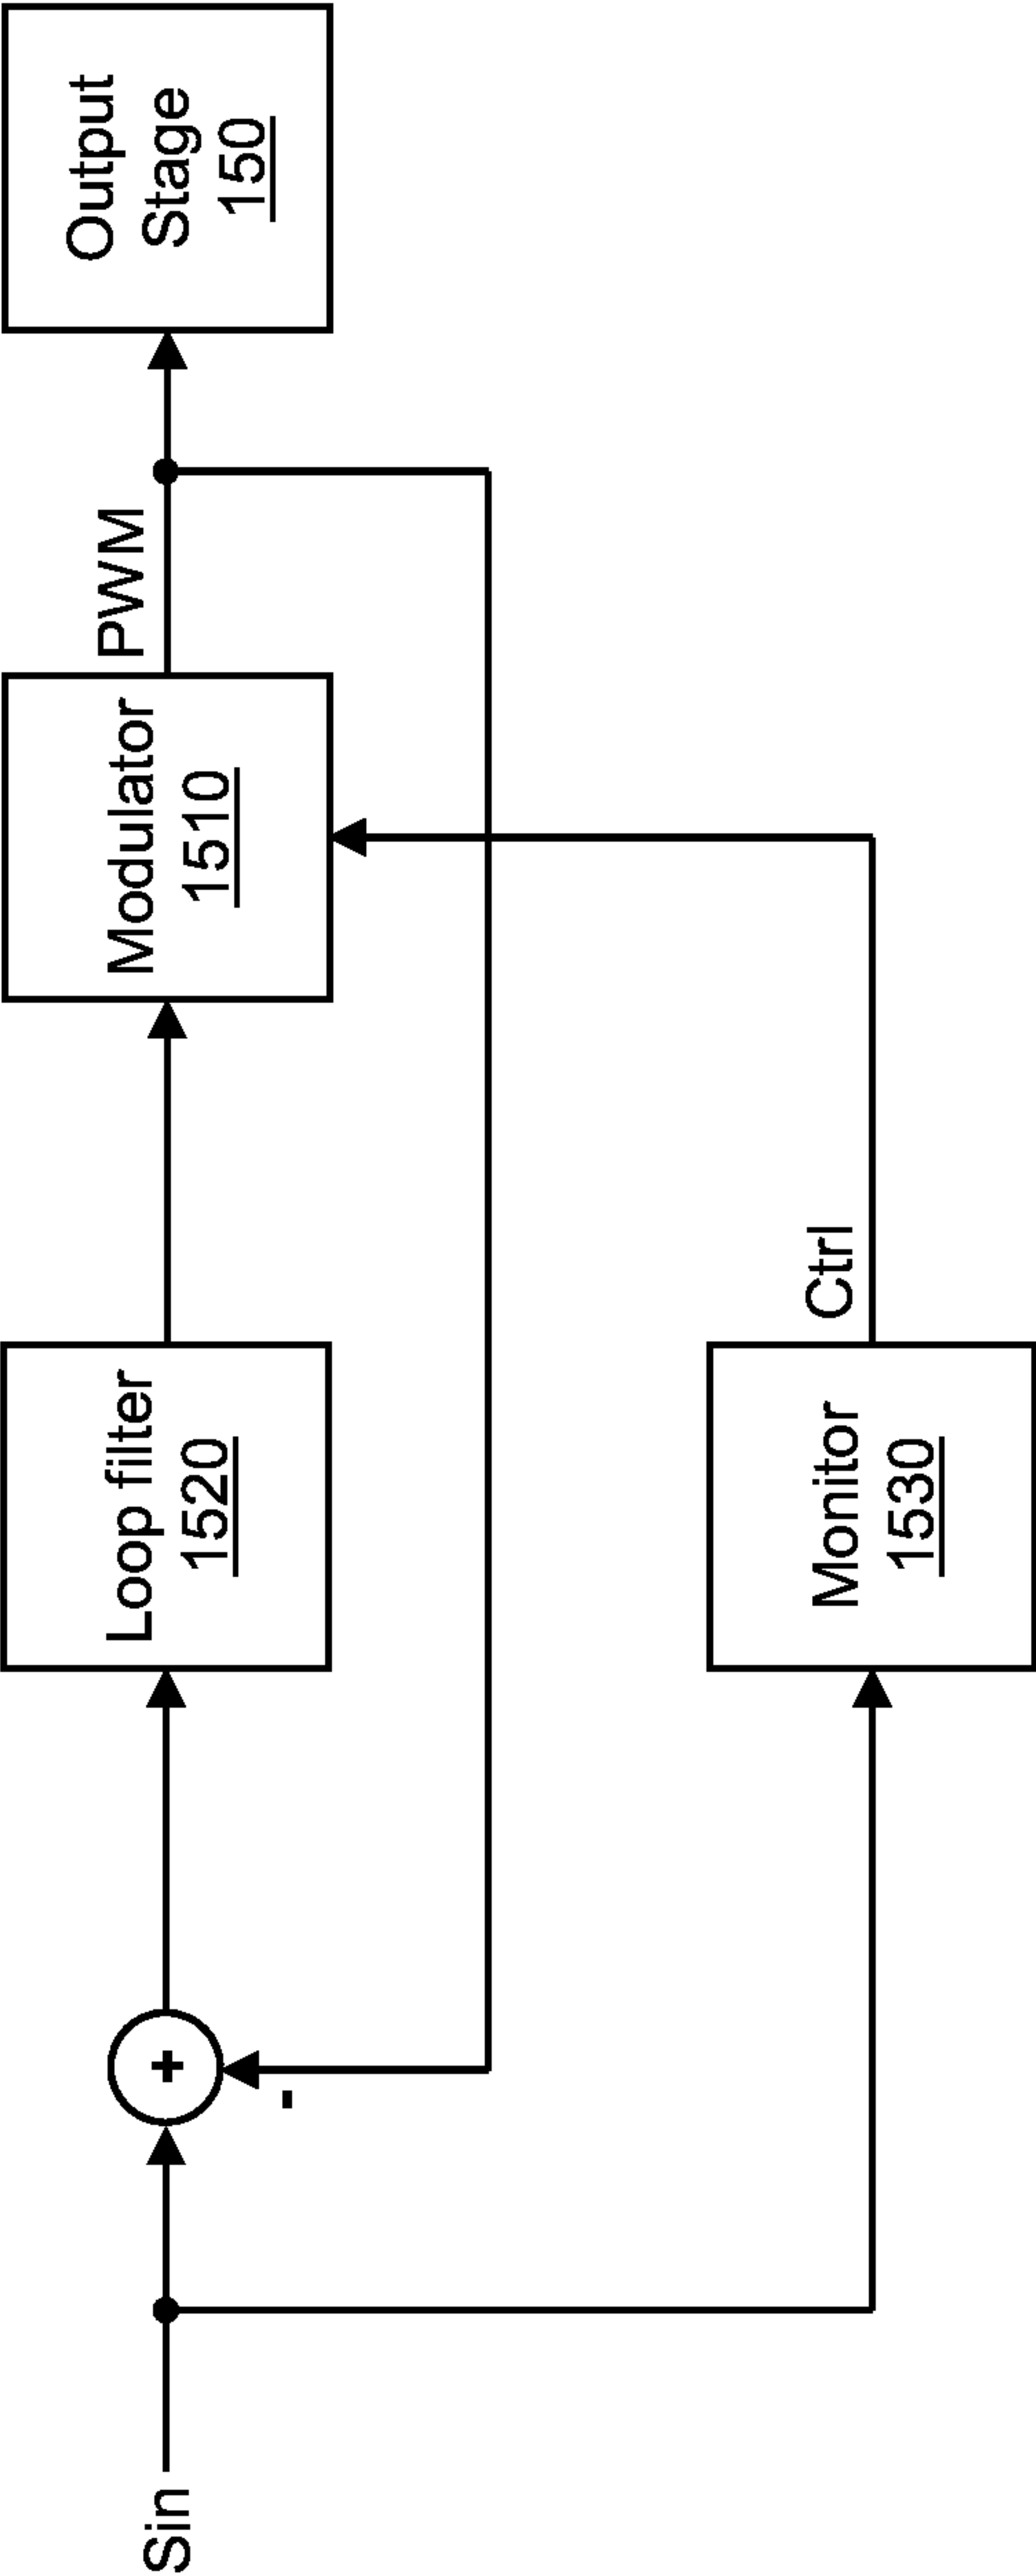 Sin
+
-
Loop filter
1520
Modulator
1510
PWM
Output
Stage
150
Monitor
1530
Ctrl